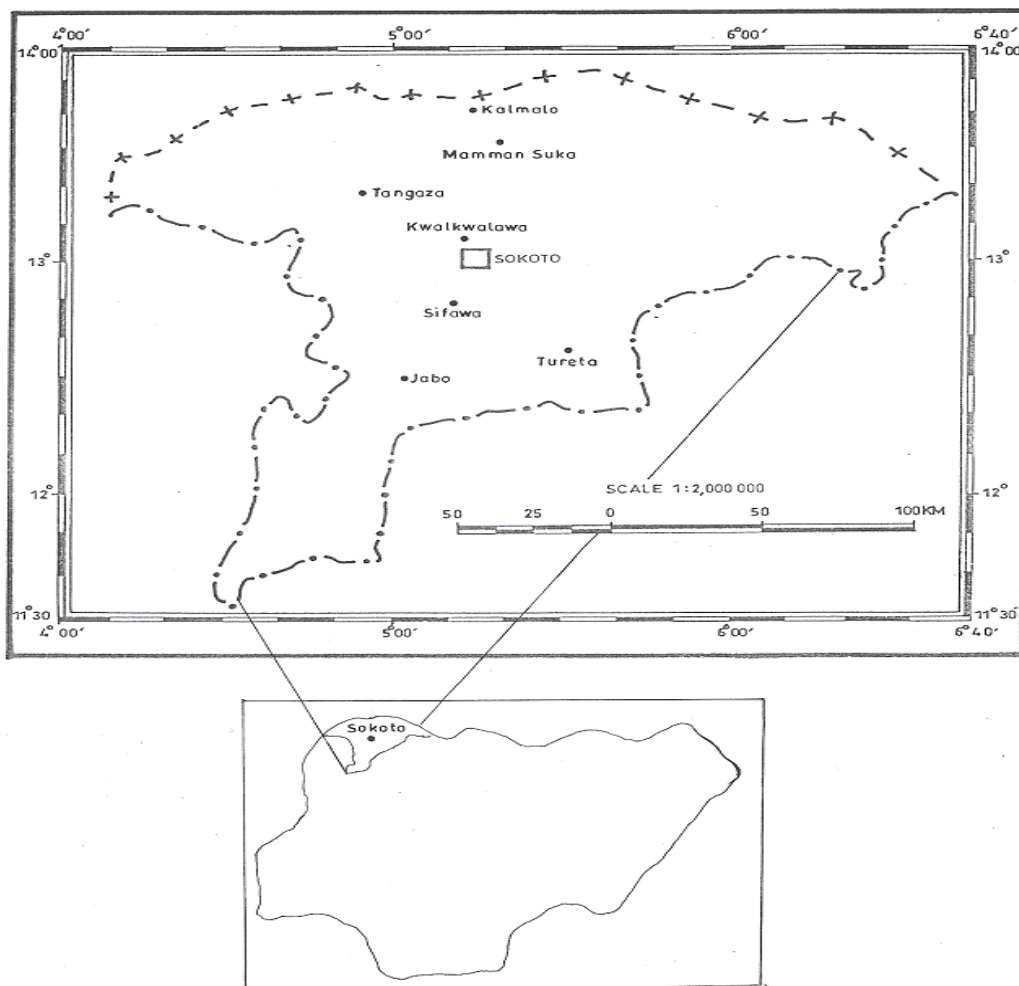 4°00′ 5°00′ 6°00′ 6°40′
14°00 14°00
Kalmalo
Mamman Suka
Tangaza
Kwalkwalawa
13° SOKOTO 13°
Sifawa
Tureta
Jabo
12° 12°
SCALE 1:2,000 000
50 25 0 50 100KM
11°30 11°30
4°00′ 5°00′ 6°00′ 6°40′
Sokoto